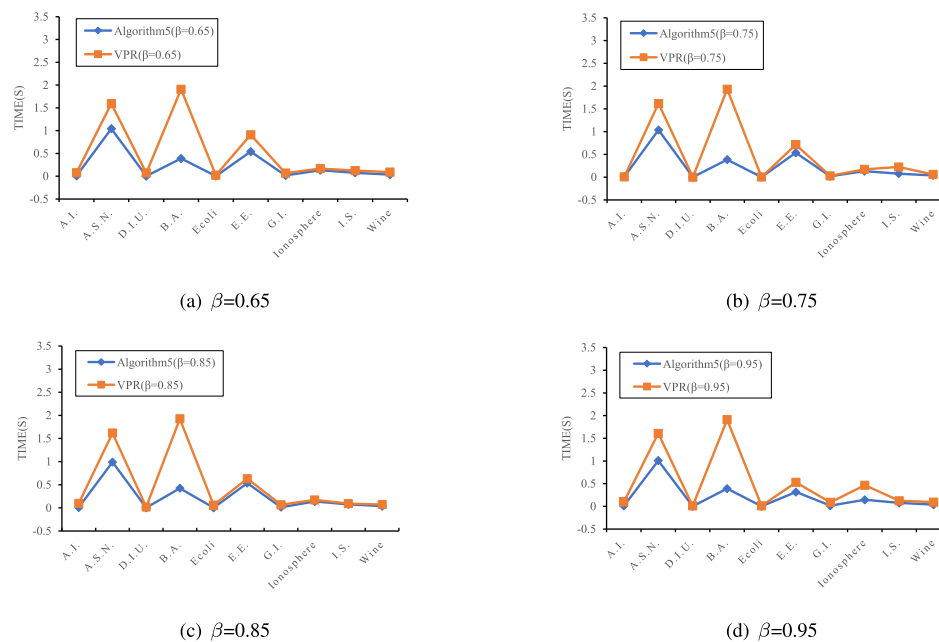 3.5
3
2.5
2
1.5
1
0.5
0
-0.5
TIME(S)
Algorithm5(β=0.65)
VPR(β=0.65)
A.I.
A.S.N.
D.I.U.
B.A.
Ecoli
E.E.
G.I.
Ionosphere
I.S.
Wine
(a) β=0.65
3.5
3
2.5
2
1.5
1
0.5
0
-0.5
TIME(S)
Algorithm5(β=0.75)
VPR(β=0.75)
A.I.
A.S.N.
D.I.U.
B.A.
Ecoli
E.E.
G.I.
Ionosphere
I.S.
Wine
(b) β=0.75
3.5
3
2.5
2
1.5
1
0.5
0
-0.5
TIME(S)
Algorithm5(β=0.85)
VPR(β=0.85)
A.I.
A.S.N.
D.I.U.
B.A.
Ecoli
E.E.
G.I.
Ionosphere
I.S.
Wine
(c) β=0.85
3.5
3
2.5
2
1.5
1
0.5
0
-0.5
TIME(S)
Algorithm5(β=0.95)
VPR(β=0.95)
A.I.
A.S.N.
D.I.U.
B.A.
Ecoli
E.E.
G.I.
Ionosphere
I.S.
Wine
(d) β=0.95